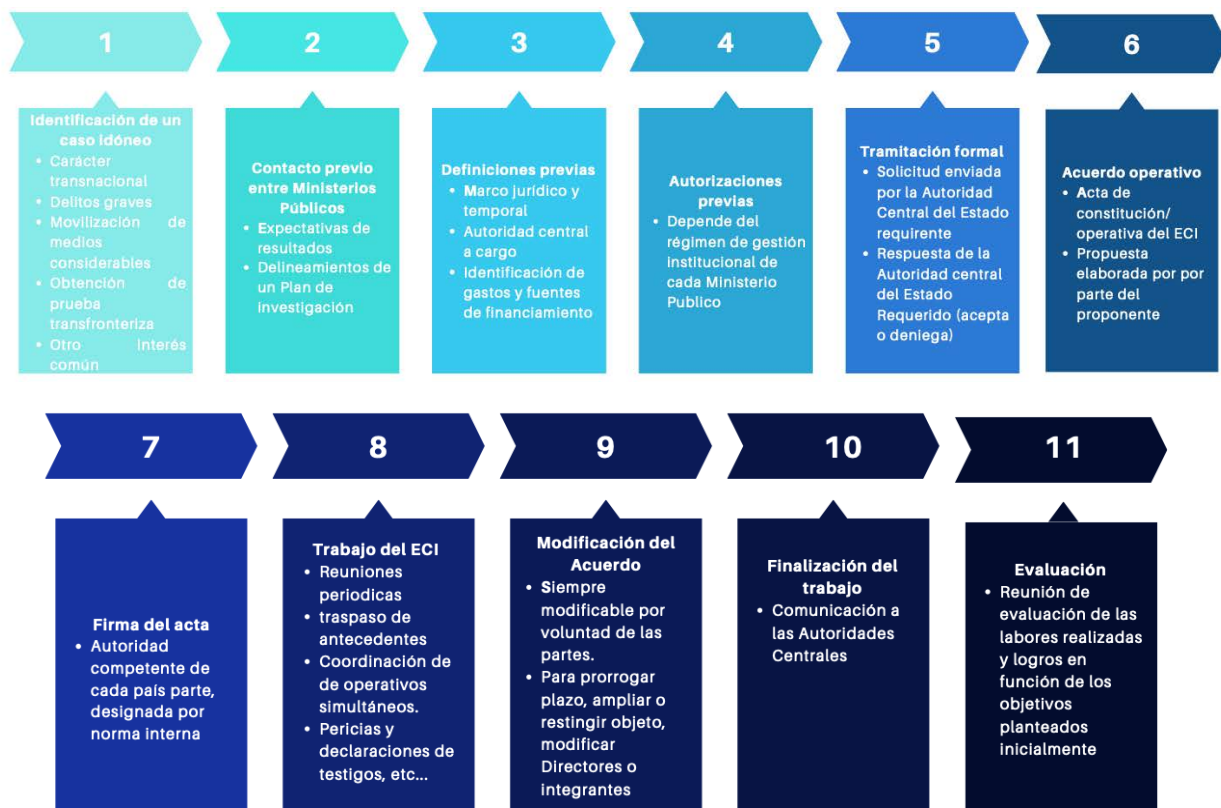 1
2
3
4
5
6
Identificación de un
caso idóneo
• Carácter
transnacional
• Delitos graves
• Movilización de
medios
considerables
• Obtención de
prueba
transfronteriza
• Otro interés
común
Contacto previo
entre Ministerios
Públicos
• Expectativas de
resultados
• Delineamientos de
un Plan de
investigación
Definiciones previas
• Marco jurídico y
temporal
• Autoridad central
a cargo
• Identificación de
gastos y fuentes
de financiamiento
Autorizaciones
previas
• Depende del
régimen de gestión
institucional de
cada Ministerio
Publico
Tramitación formal
• Solicitud enviada
por la Autoridad
Central del Estado
requirente
• Respuesta de la
Autoridad central
del Estado
Requerido (acepta
o deniega)
Acuerdo operativo
• Acta de
constitución/
operativa del ECI
• Propuesta
elaborada por por
parte del
proponente
7
8
9
10
11
Firma del acta
• Autoridad
competente de
cada país parte,
designada por
norma interna
Trabajo del ECI
• Reuniones
periodicas
• traspaso de
antecedentes
• Coordinación de
de operativos
simultáneos.
• Pericias y
declaraciones de
testigos, etc...
Modificación del
Acuerdo
• Siempre
modificable por
voluntad de las
partes.
• Para prorrogar
plazo, ampliar o
restingir objeto,
modificar
Directores o
integrantes
Finalización del
trabajo
• Comunicación a
las Autoridades
Centrales
Evaluación
• Reunión de
evaluación de las
labores realizadas
y logros en
función de los
objetivos
planteados
inicialmente